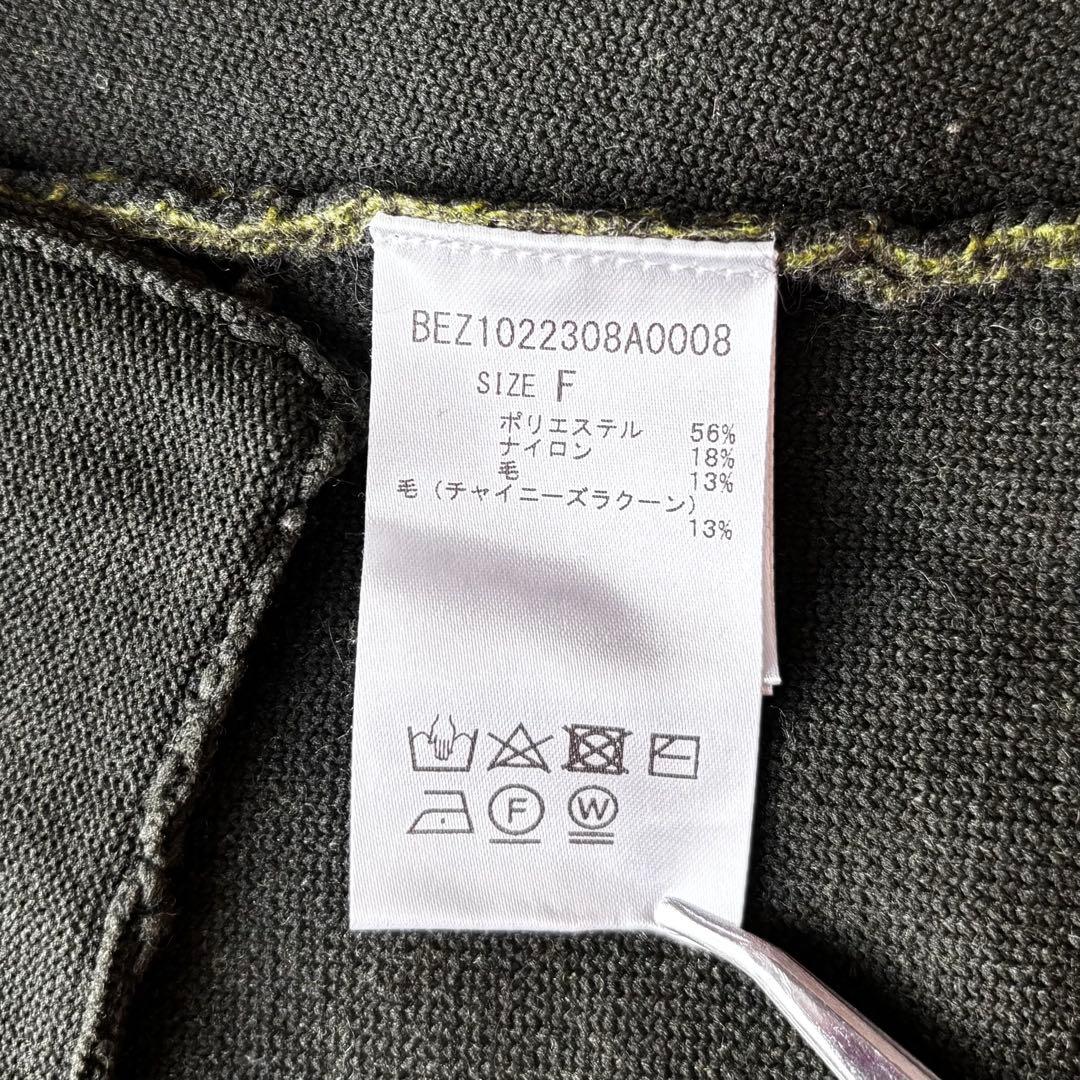 BEZ1022308A0008
SIZE F
ポリエステル 56%
ナイロン 18%
毛 13%
毛(チャイニーズラクーン)
13%
F W